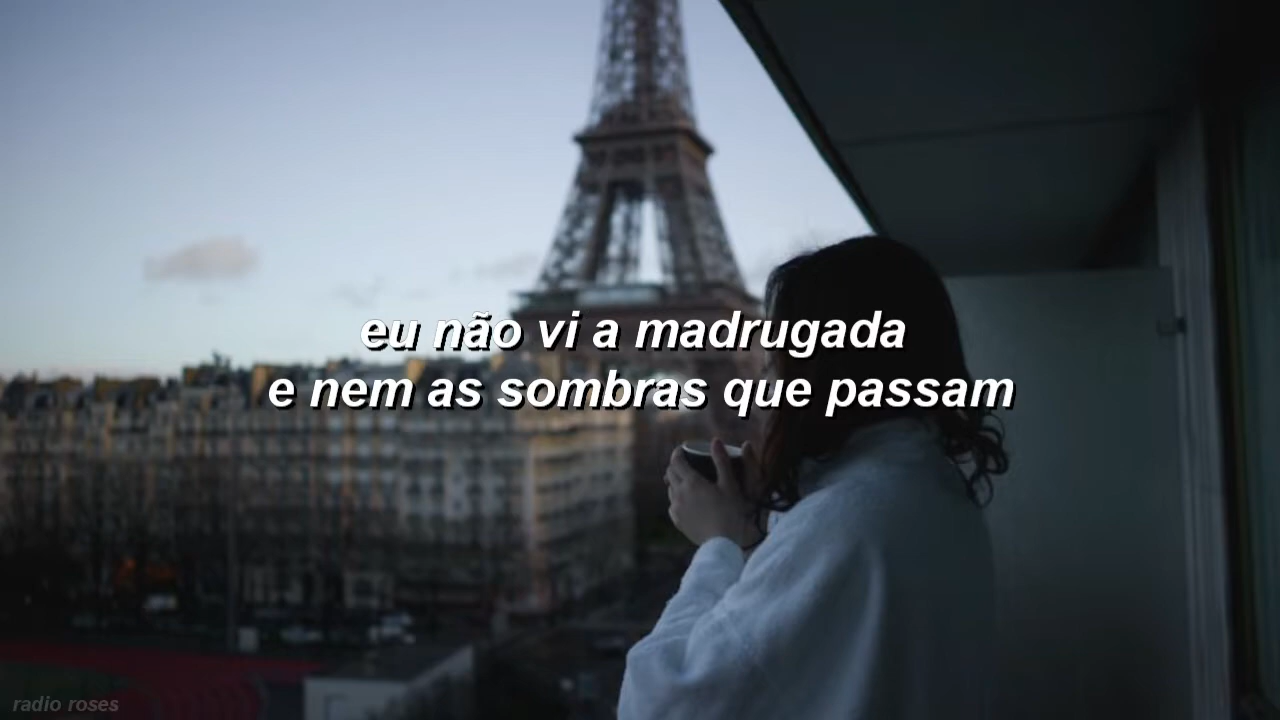 eu não vi a madrugada
e nem as sombras que passam
radio roses